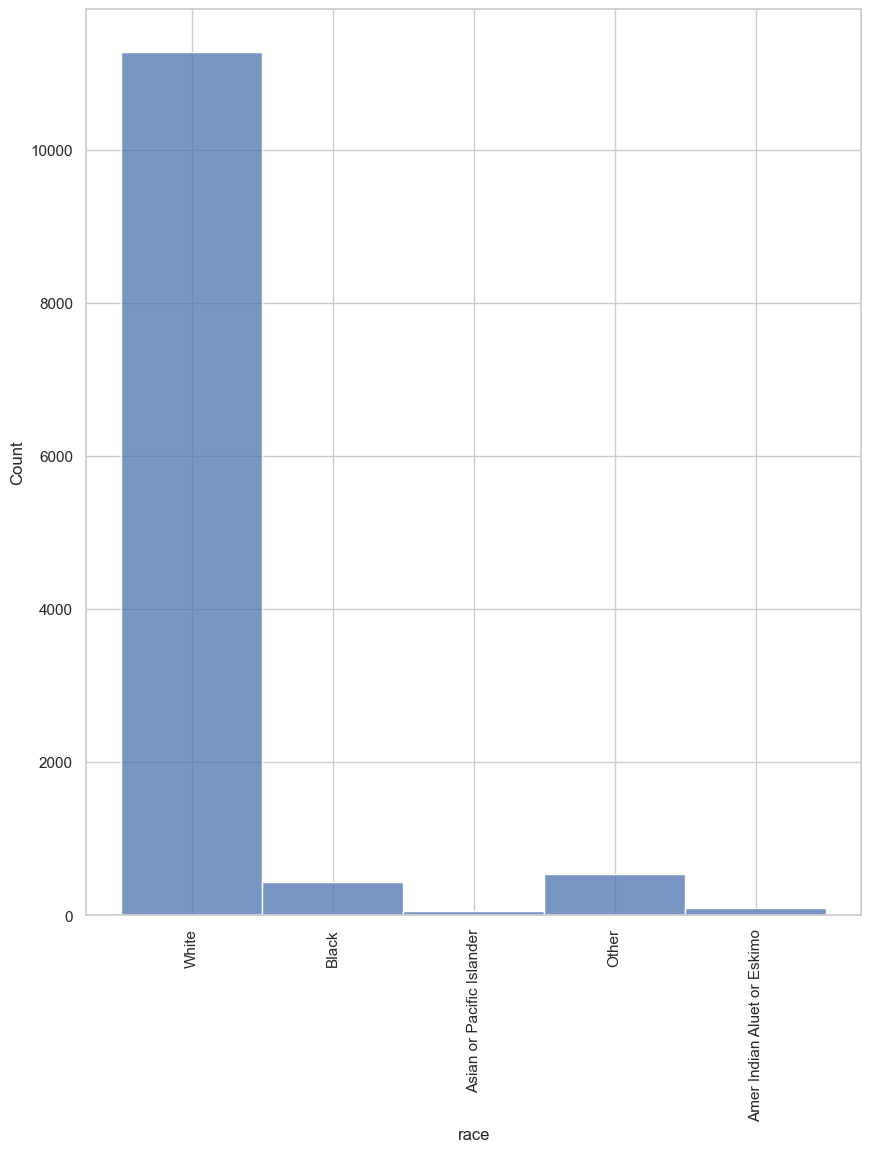 10000
8000
6000
4000
2000
0
Count
White
Black
Asian or Pacific Islander
Other
Amer Indian Aluet or Eskimo
race